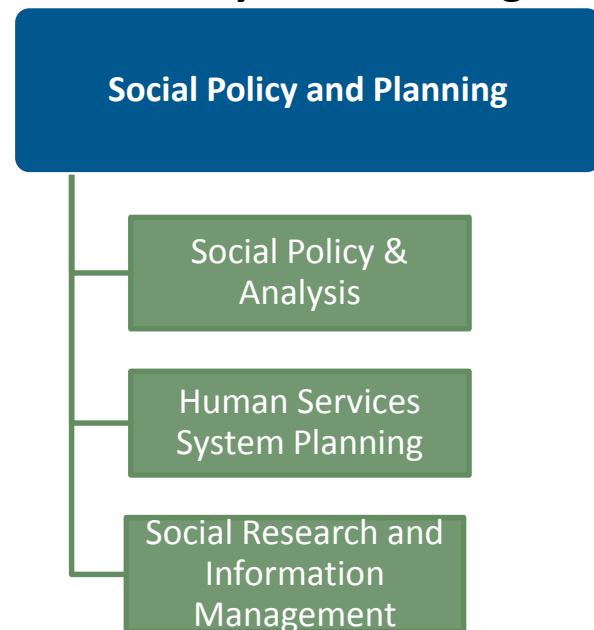 Social Policy and Planning
Social Policy &
Analysis
Human Services
System Planning
Social Research and
Information
Management